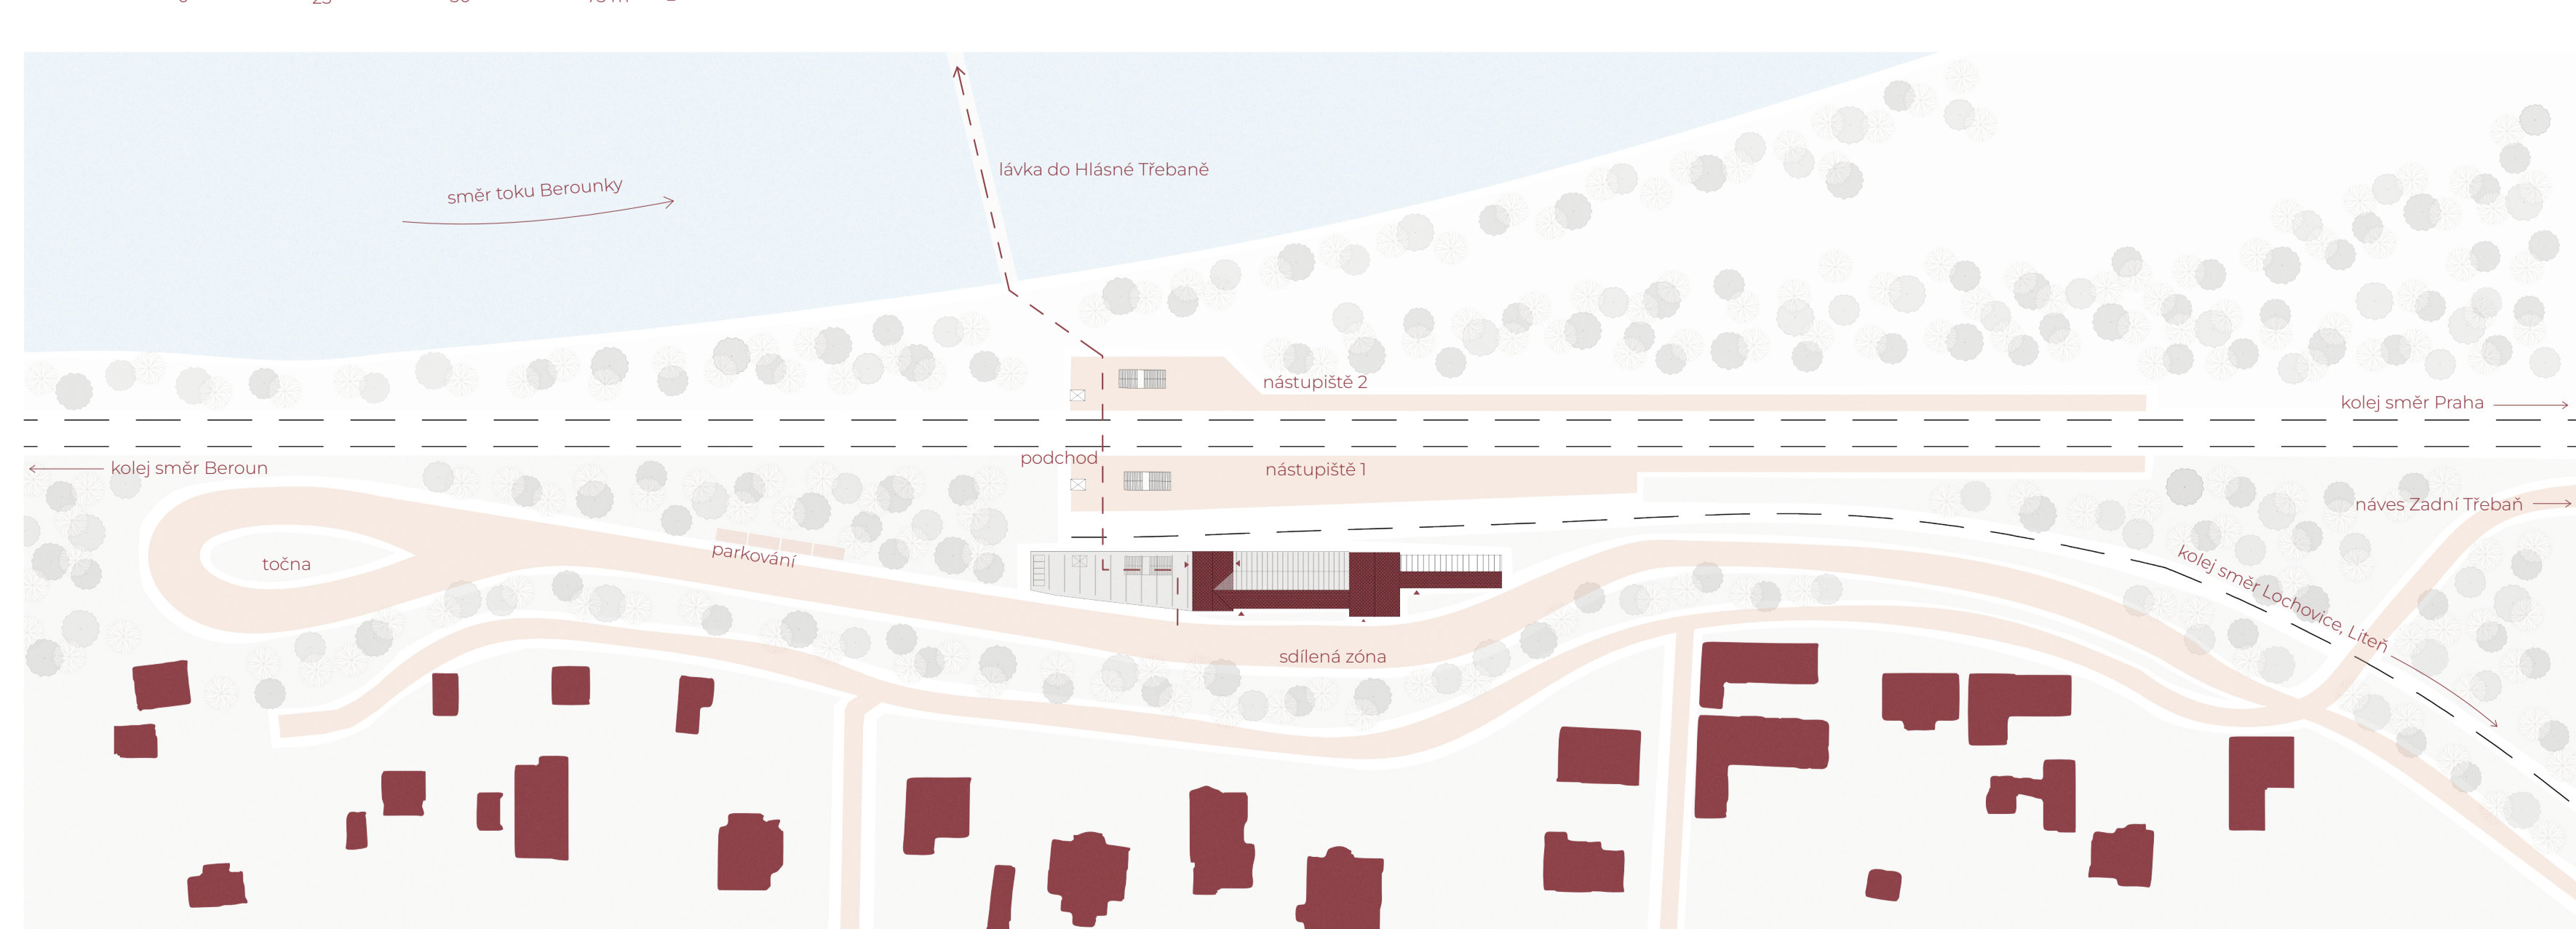 lávka do Hlásné Třebaně
směr toku Berounky
nástupiště 2
kolej směr Praha
podchod
kolej směr Beroun
nástupiště 1
náves Zadní Třebaň
parkování
točna
kolej směr Lochovice, Liteň
sdílená zóna